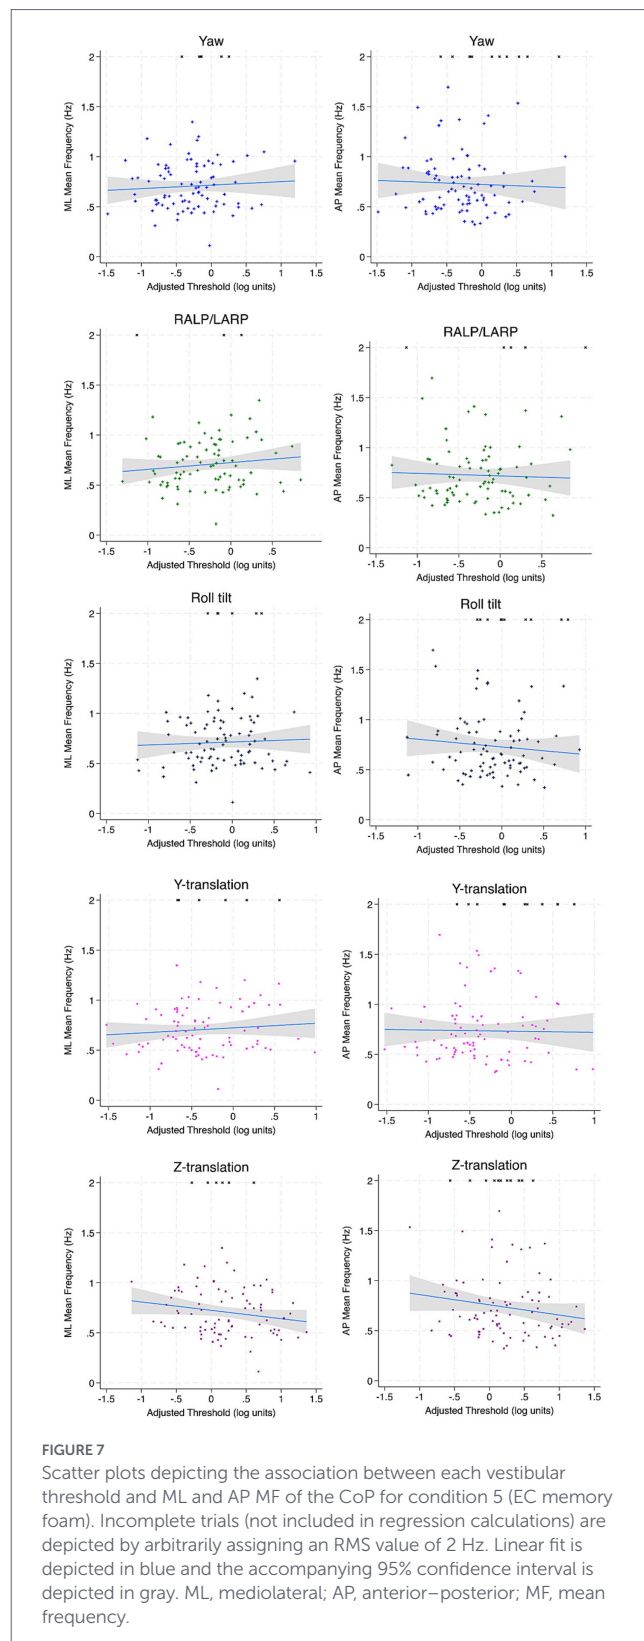 Yaw
2
1.5
1
.5
0
ML Mean Frequency (Hz)
-1.5 -1 -.5 0 .5 1 1.5
Adjusted Threshold (log units)
Yaw
2
1.5
1
.5
0
AP Mean Frequency (Hz)
-1.5 -1 -.5 0 .5 1 1.5
Adjusted Threshold (log units)
RALP/LARP
2
1.5
1
.5
0
ML Mean Frequency (Hz)
-1.5 -1 -.5 0 .5 1
Adjusted Threshold (log units)
RALP/LARP
2
1.5
1
.5
0
AP Mean Frequency (Hz)
-1.5 -1 -.5 0 .5 1
Adjusted Threshold (log units)
Roll tilt
2
1.5
1
.5
0
ML Mean Frequency (Hz)
-1.5 -1 -.5 0 .5 1
Adjusted Threshold (log units)
Roll tilt
2
1.5
1
.5
0
AP Mean Frequency (Hz)
-1.5 -1 -.5 0 .5 1
Adjusted Threshold (log units)
Y-translation
2
1.5
1
.5
0
ML Mean Frequency (Hz)
-1.5 -1 -.5 0 .5 1
Adjusted Threshold (log units)
Y-translation
2
1.5
1
.5
0
AP Mean Frequency (Hz)
-1.5 -1 -.5 0 .5 1
Adjusted Threshold (log units)
Z-translation
2
1.5
1
.5
0
ML Mean Frequency (Hz)
-1.5 -1 -.5 0 .5 1 1.5
Adjusted Threshold (log units)
Z-translation
2
1.5
1
.5
0
AP Mean Frequency (Hz)
-1.5 -1 -.5 0 .5 1 1.5
Adjusted Threshold (log units)
FIGURE 7
Scatter plots depicting the association between each vestibular
threshold and ML and AP MF of the CoP for condition 5 (EC memory
foam). Incomplete trials (not included in regression calculations) are
depicted by arbitrarily assigning an RMS value of 2 Hz. Linear fit is
depicted in blue and the accompanying 95% confidence interval is
depicted in gray. ML, mediolateral; AP, anterior–posterior; MF, mean
frequency.